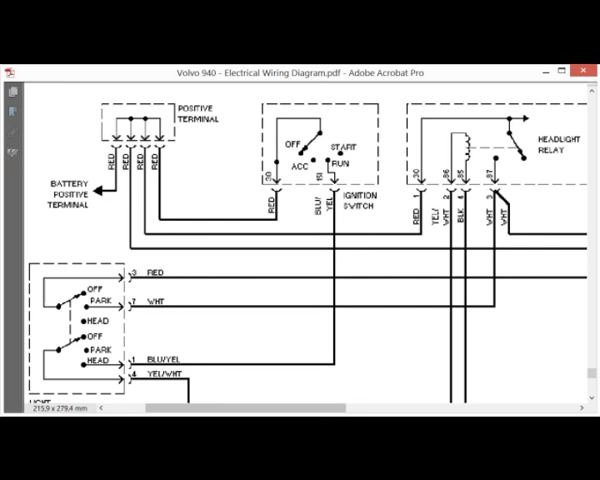 Volvo 940 - Electrical Wiring Diagram.pdf - Adobe Acrobat Pro
POSITIVE
TERMINAL
RED
RED
RED
RED
BATTERY
POSITIVE
TERMINAL
OFF
START
ACC
RUN
30
15I
RED
BLU/
YEL
IGNITION
SWITCH
HEADLIGHT
RELAY
30
86
85
87
1
2
4
3
RED
YEL/
WHT
BLK
WHT
WHT
3 RED
OFF
PARK
7 WHT
HEAD
OFF
PARK
HEAD
1 BLU/YEL
4 YEL/WHT
LIGHT
215,9 x 279,4 mm